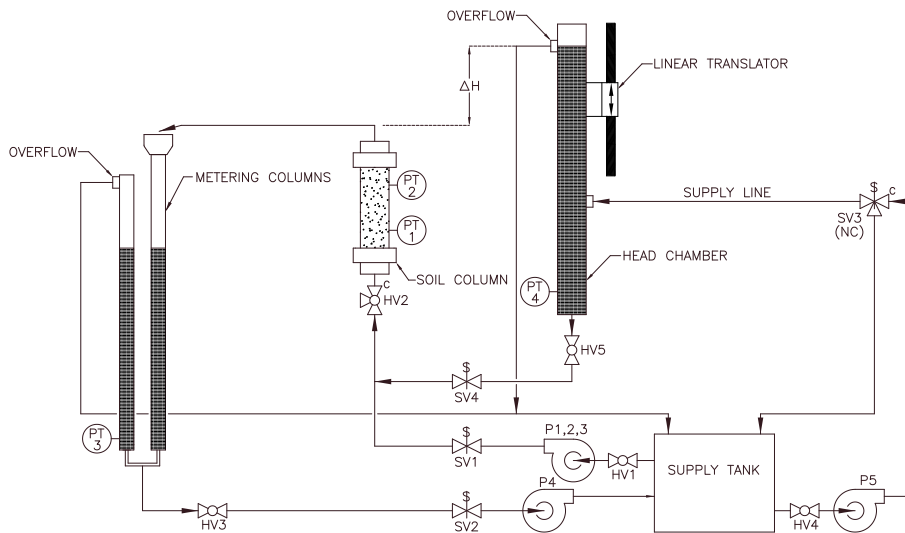 OVERFLOW
LINEAR TRANSLATOR
△H
OVERFLOW
METERING COLUMNS
PT
2
SUPPLY LINE
S
C
SV3
(NC)
PT
1
HEAD CHAMBER
SOIL COLUMN
C
HV2
PT
4
HV5
S
SV4
PT
3
S
SV1
P1,2,3
HV1
SUPPLY TANK
P4
P5
HV3
S
SV2
HV4